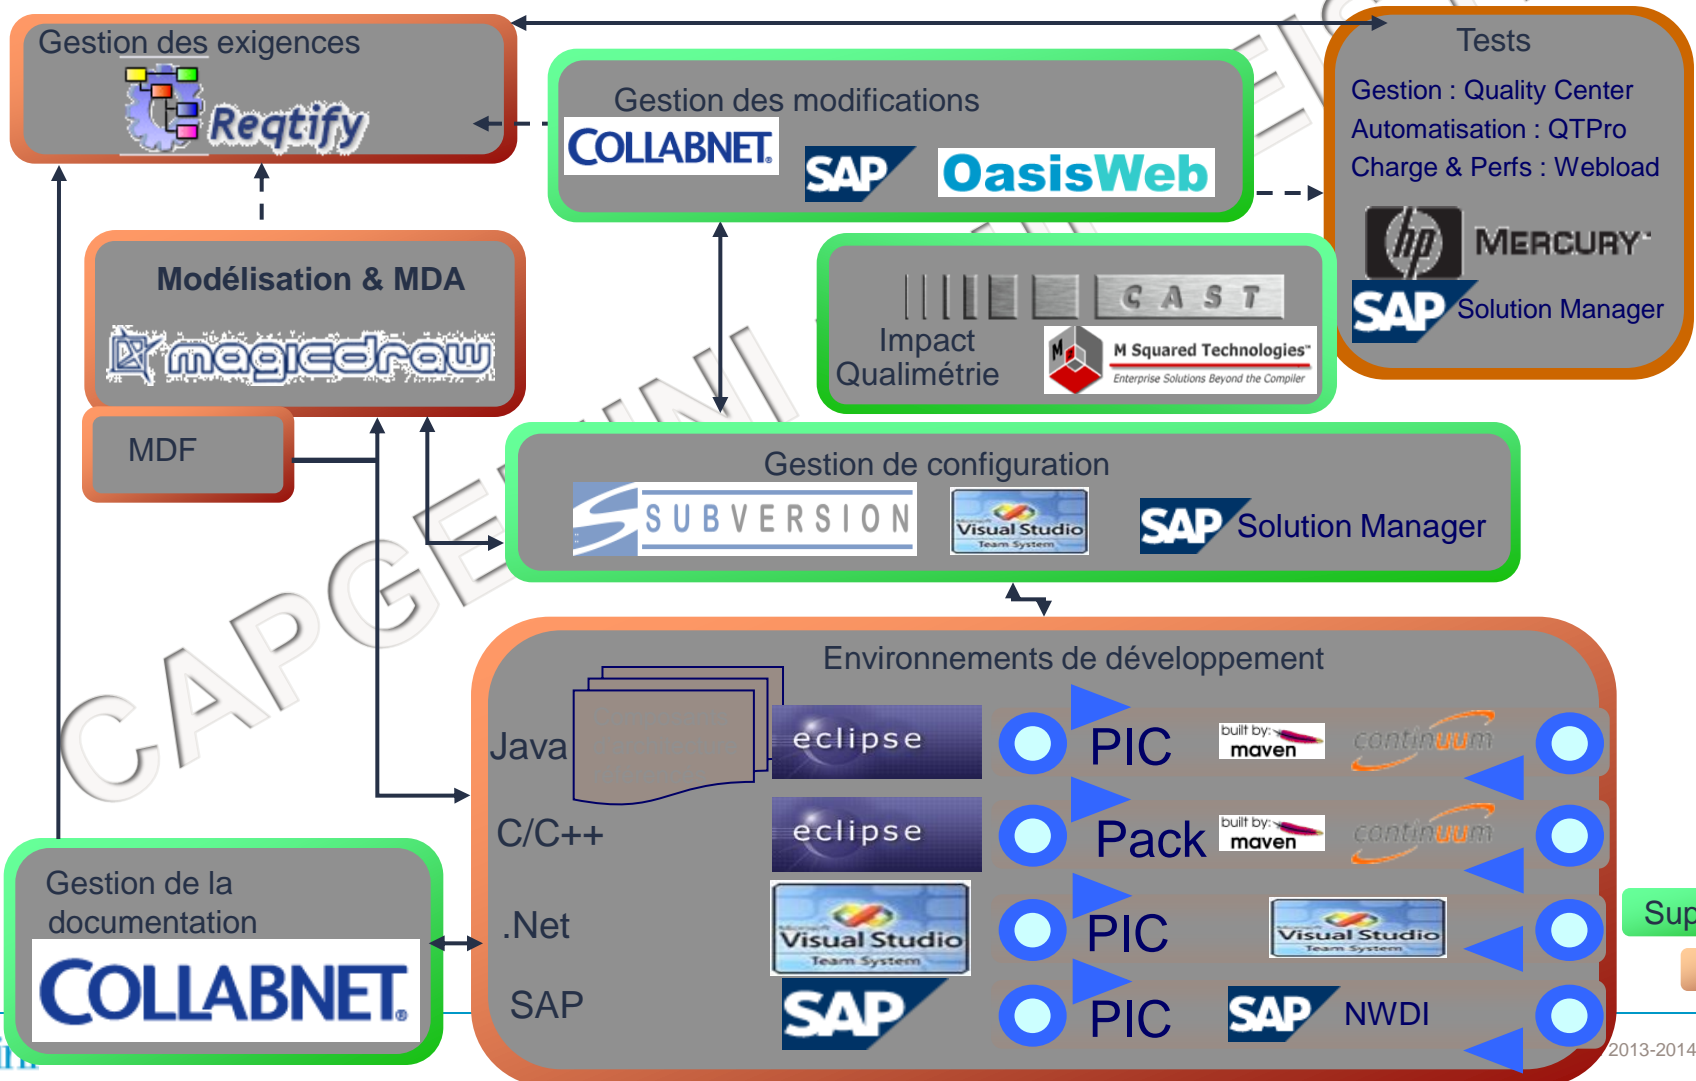 Gestion des exigences
Reqtify
Gestion des modifications
COLLABNET.
SAP
OasisWeb
Tests
Gestion : Quality Center
Automatisation : QTPro
Charge & Perfs : Webload
hp MERCURY
SAP Solution Manager
Modélisation & MDA
magicdraw
MDF
CAST
Impact
Qualimétrie
M Squared Technologies™
Enterprise Solutions Beyond the Compiler
Gestion de configuration
SUBVERSION
Visual Studio
Team System
SAP Solution Manager
Environnements de développement
Java
eclipse
PIC
built by:
maven
continuum
C/C++
eclipse
Pack
built by:
maven
continuum
.Net
Visual Studio
Team System
PIC
Visual Studio
Team System
SAP
SAP
PIC
SAP NWDI
Gestion de la
documentation
COLLABNET.
Sup
2013-2014